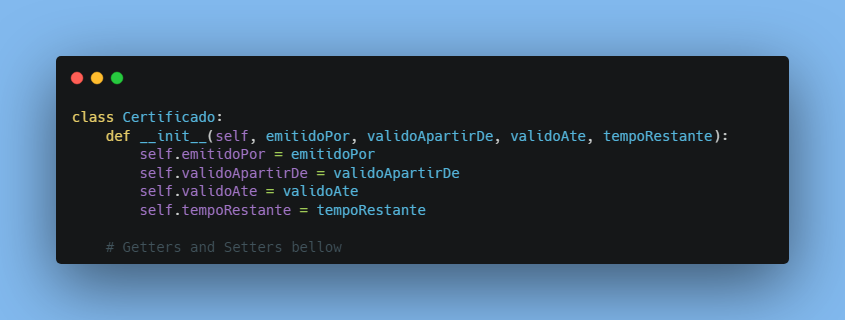 class Certificado:
    def __init__(self, emitidoPor, validoApartirDe, validoAte, tempoRestante):
        self.emitidoPor = emitidoPor
        self.validoApartirDe = validoApartirDe
        self.validoAte = validoAte
        self.tempoRestante = tempoRestante
    # Getters and Setters bellow